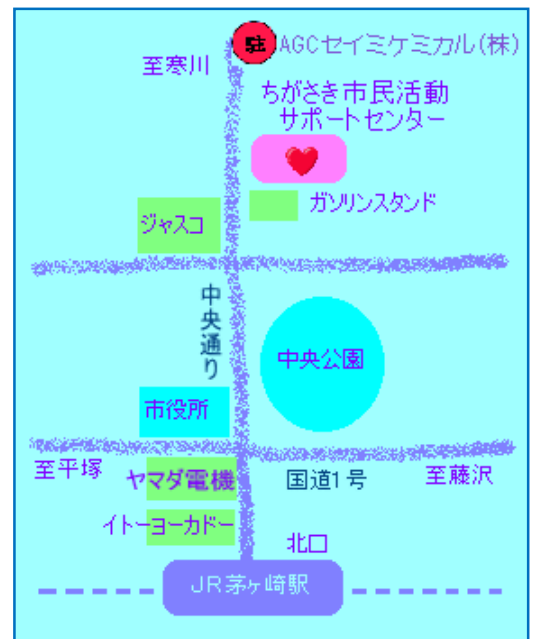 駐 AGCセイミケミカル(株)
至寒川
ちがさき市民活動
サポートセンター
ガソリンスタンド
ジャスコ
中央通り
中央公園
市役所
至平塚
ヤマダ電機
国道1号
至藤沢
イトーヨーカドー
北口
JR茅ヶ崎駅